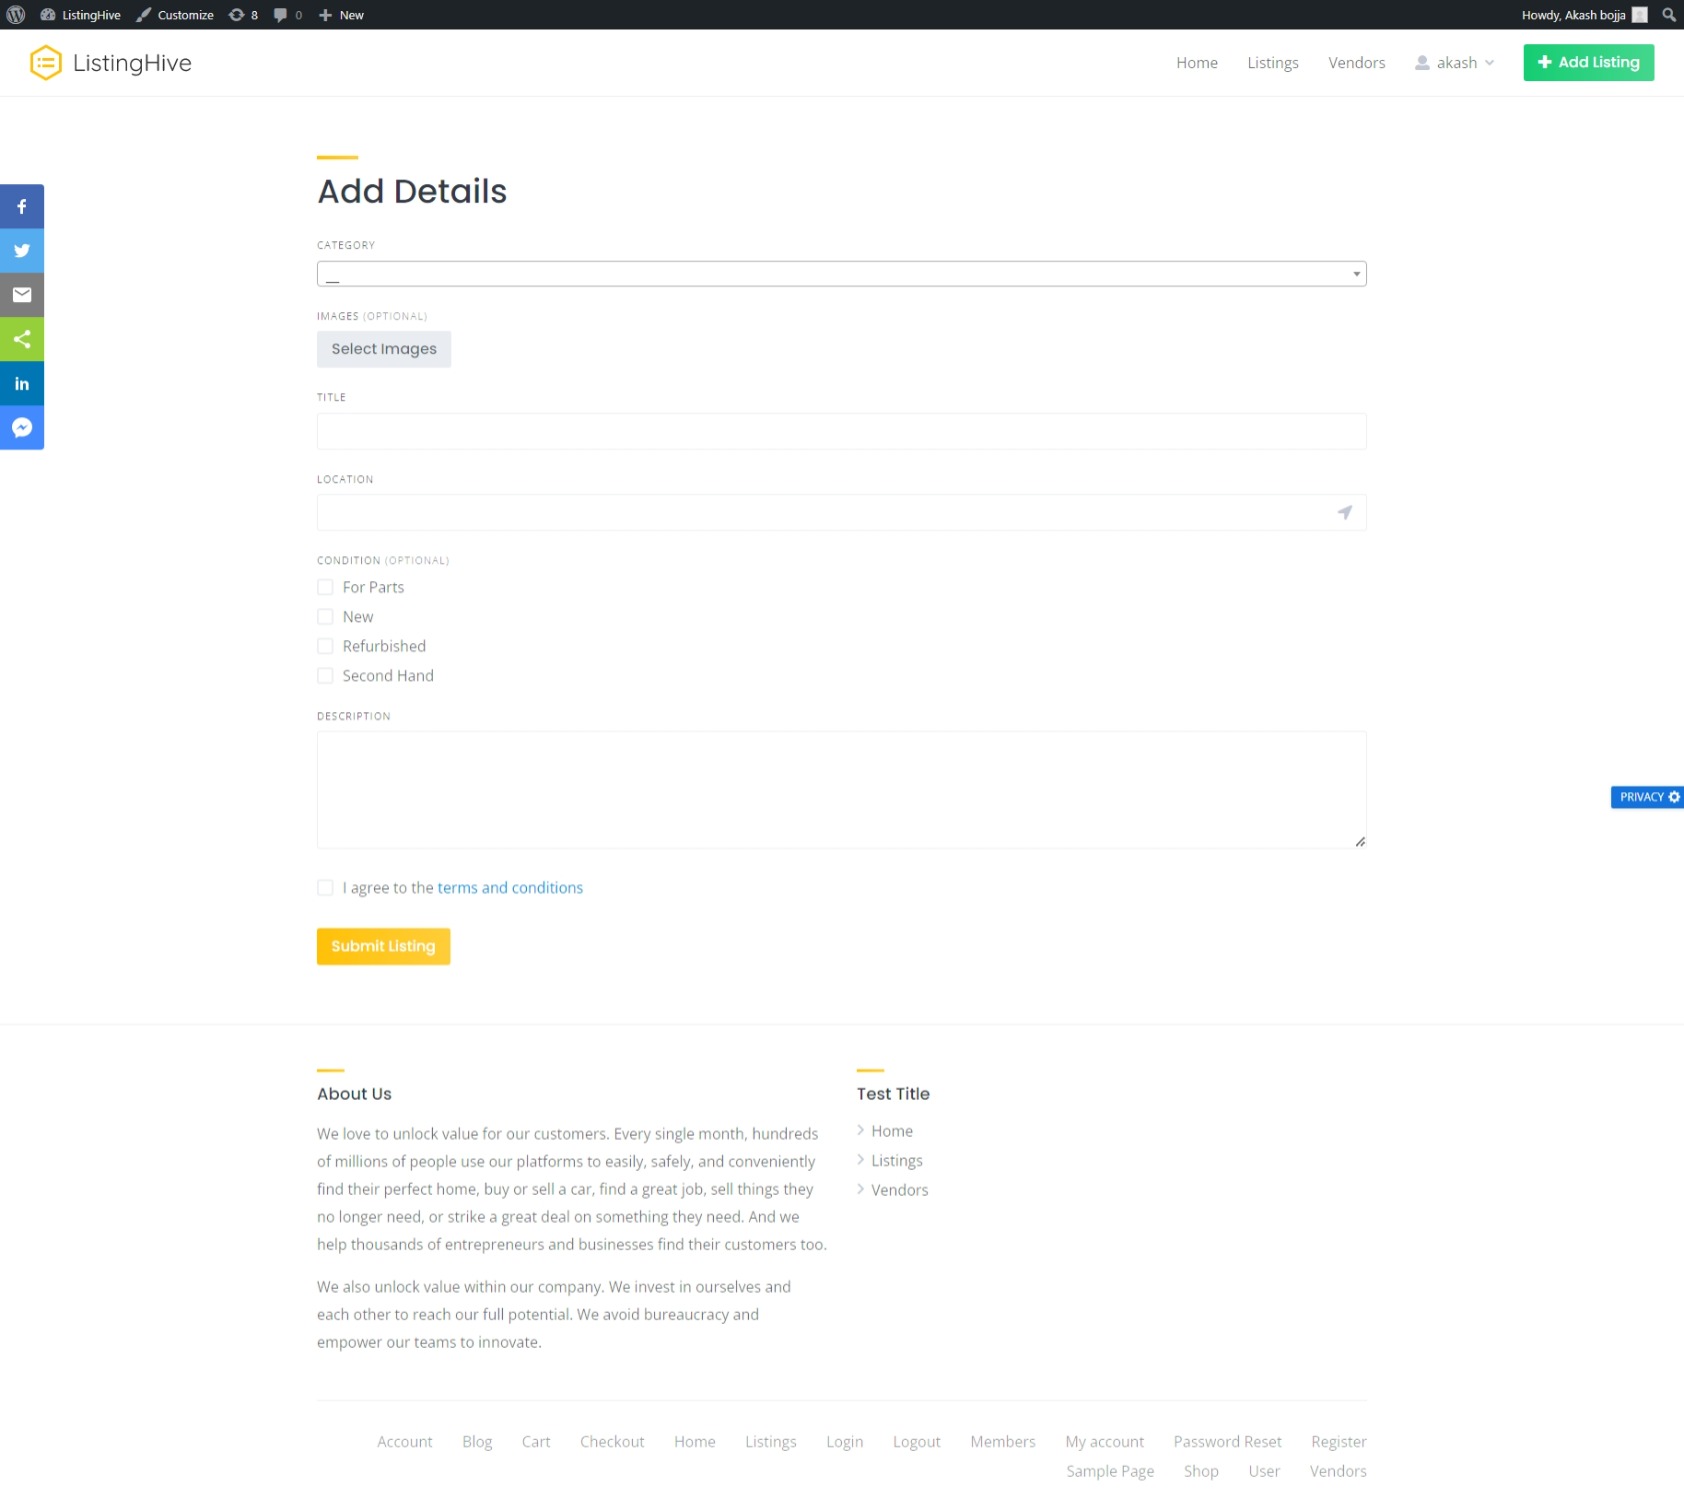 ListingHive Customize 8 0 New Howdy, Akash bojja
ListingHive Home Listings Vendors akash Add Listing
Add Details
CATEGORY
__
IMAGES (OPTIONAL)
Select Images
TITLE
LOCATION
CONDITION (OPTIONAL)
For Parts
New
Refurbished
Second Hand
DESCRIPTION
PRIVACY
I agree to the terms and conditions
Submit Listing
About Us
We love to unlock value for our customers. Every single month, hundreds
of millions of people use our platforms to easily, safely, and conveniently
find their perfect home, buy or sell a car, find a great job, sell things they
no longer need, or strike a great deal on something they need. And we
help thousands of entrepreneurs and businesses find their customers too.
We also unlock value within our company. We invest in ourselves and
each other to reach our full potential. We avoid bureaucracy and
empower our teams to innovate.
Test Title
Home
Listings
Vendors
Account Blog Cart Checkout Home Listings Login Logout Members My account Password Reset Register
Sample Page Shop User Vendors